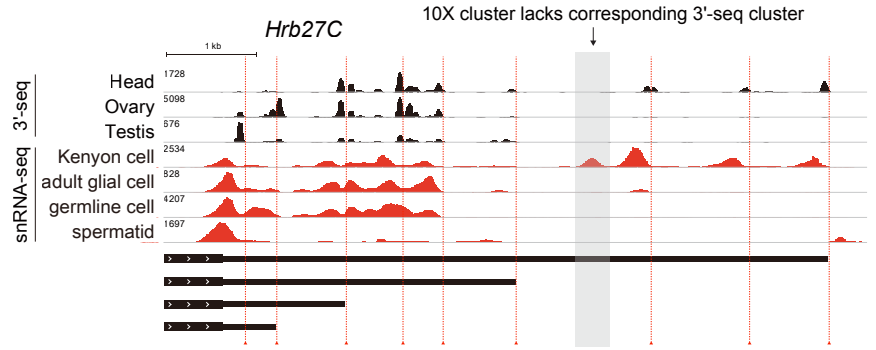 Hrb27C
10X cluster lacks corresponding 3'-seq cluster
1 kb
3'-seq
Head
1728
Ovary
5098
Testis
576
snRNA-seq
Kenyon cell
2534
adult glial cell
828
germline cell
4207
spermatid
1697